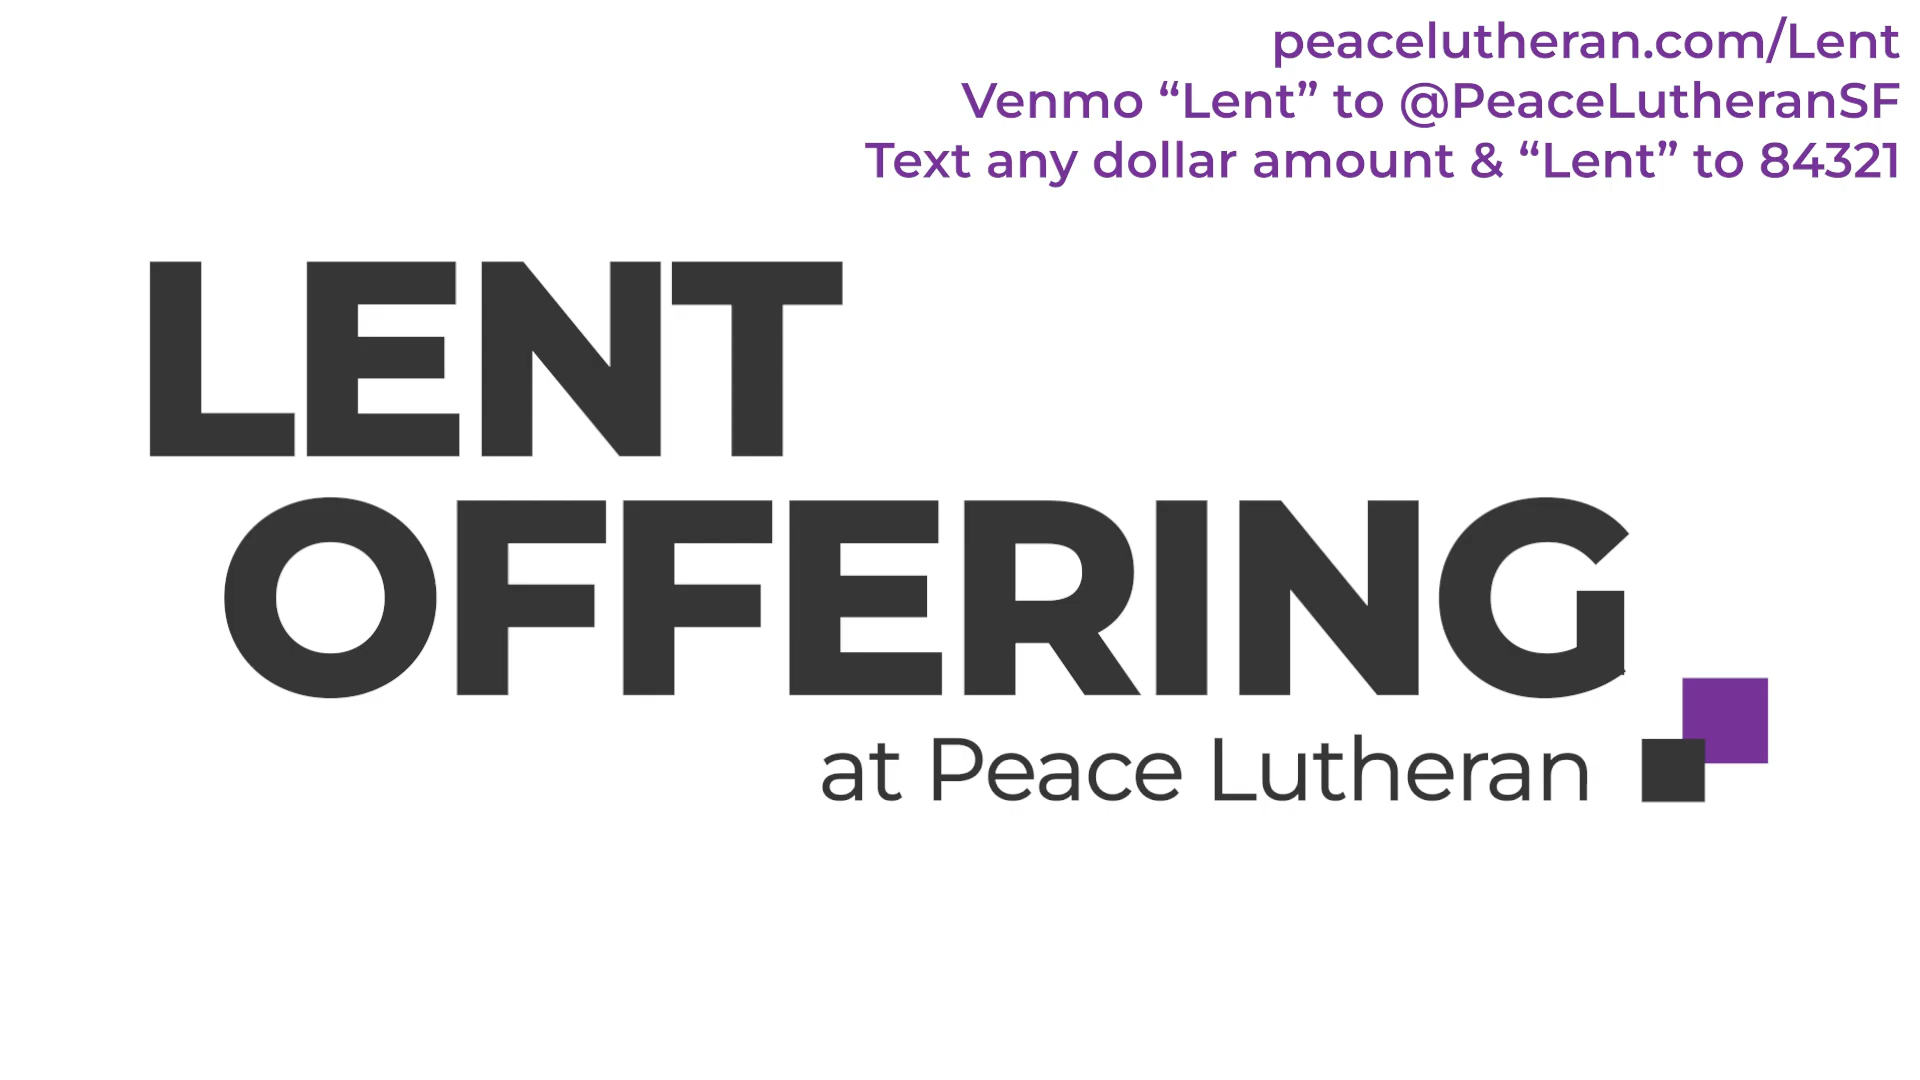 peacelutheran.com/Lent
Venmo “Lent” to @PeaceLutheranSF
Text any dollar amount & “Lent” to 84321
LENT
OFFERING
at Peace Lutheran